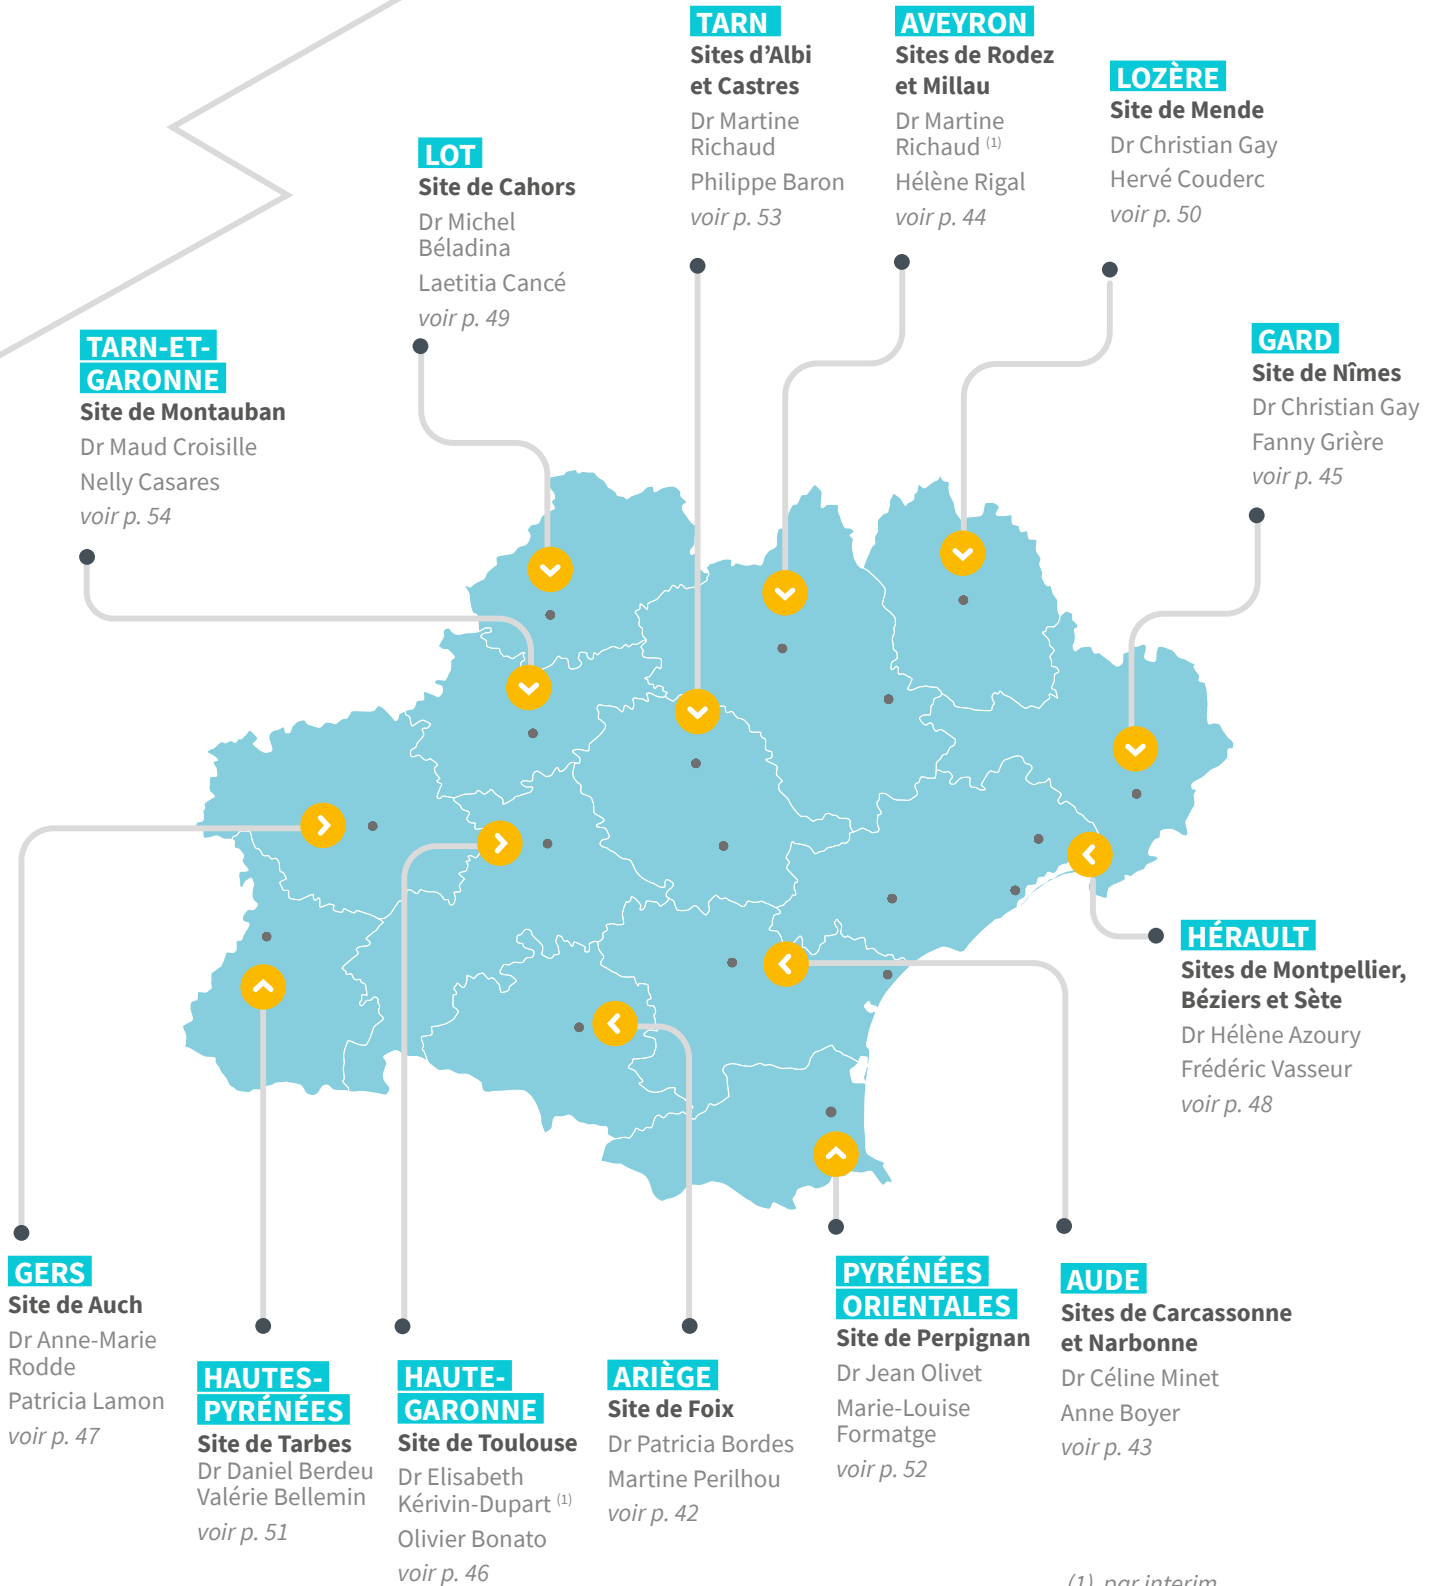 TARN
Sites d’Albi
et Castres
Dr Martine
Richaud
Philippe Baron
voir p. 53
AVEYRON
Sites de Rodez
et Millau
Dr Martine
Richaud (1)
Hélène Rigal
voir p. 44
LOZÈRE
Site de Mende
Dr Christian Gay
Hervé Couderc
voir p. 50
LOT
Site de Cahors
Dr Michel
Béladina
Laetitia Cancé
voir p. 49
TARN-ET-
GARONNE
Site de Montauban
Dr Maud Croisille
Nelly Casares
voir p. 54
GARD
Site de Nîmes
Dr Christian Gay
Fanny Grière
voir p. 45
HÉRAULT
Sites de Montpellier,
Béziers et Sète
Dr Hélène Azoury
Frédéric Vasseur
voir p. 48
GERS
Site de Auch
Dr Anne-Marie
Rodde
Patricia Lamon
voir p. 47
HAUTES-
PYRÉNÉES
Site de Tarbes
Dr Daniel Berdeu
Valérie Bellemin
voir p. 51
HAUTE-
GARONNE
Site de Toulouse
Dr Elisabeth
Kérivin-Dupart (1)
Olivier Bonato
voir p. 46
ARIÈGE
Site de Foix
Dr Patricia Bordes
Martine Perilhou
voir p. 42
PYRÉNÉES
ORIENTALES
Site de Perpignan
Dr Jean Olivet
Marie-Louise
Formatge
voir p. 52
AUDE
Sites de Carcassonne
et Narbonne
Dr Céline Minet
Anne Boyer
voir p. 43
(1) par interim